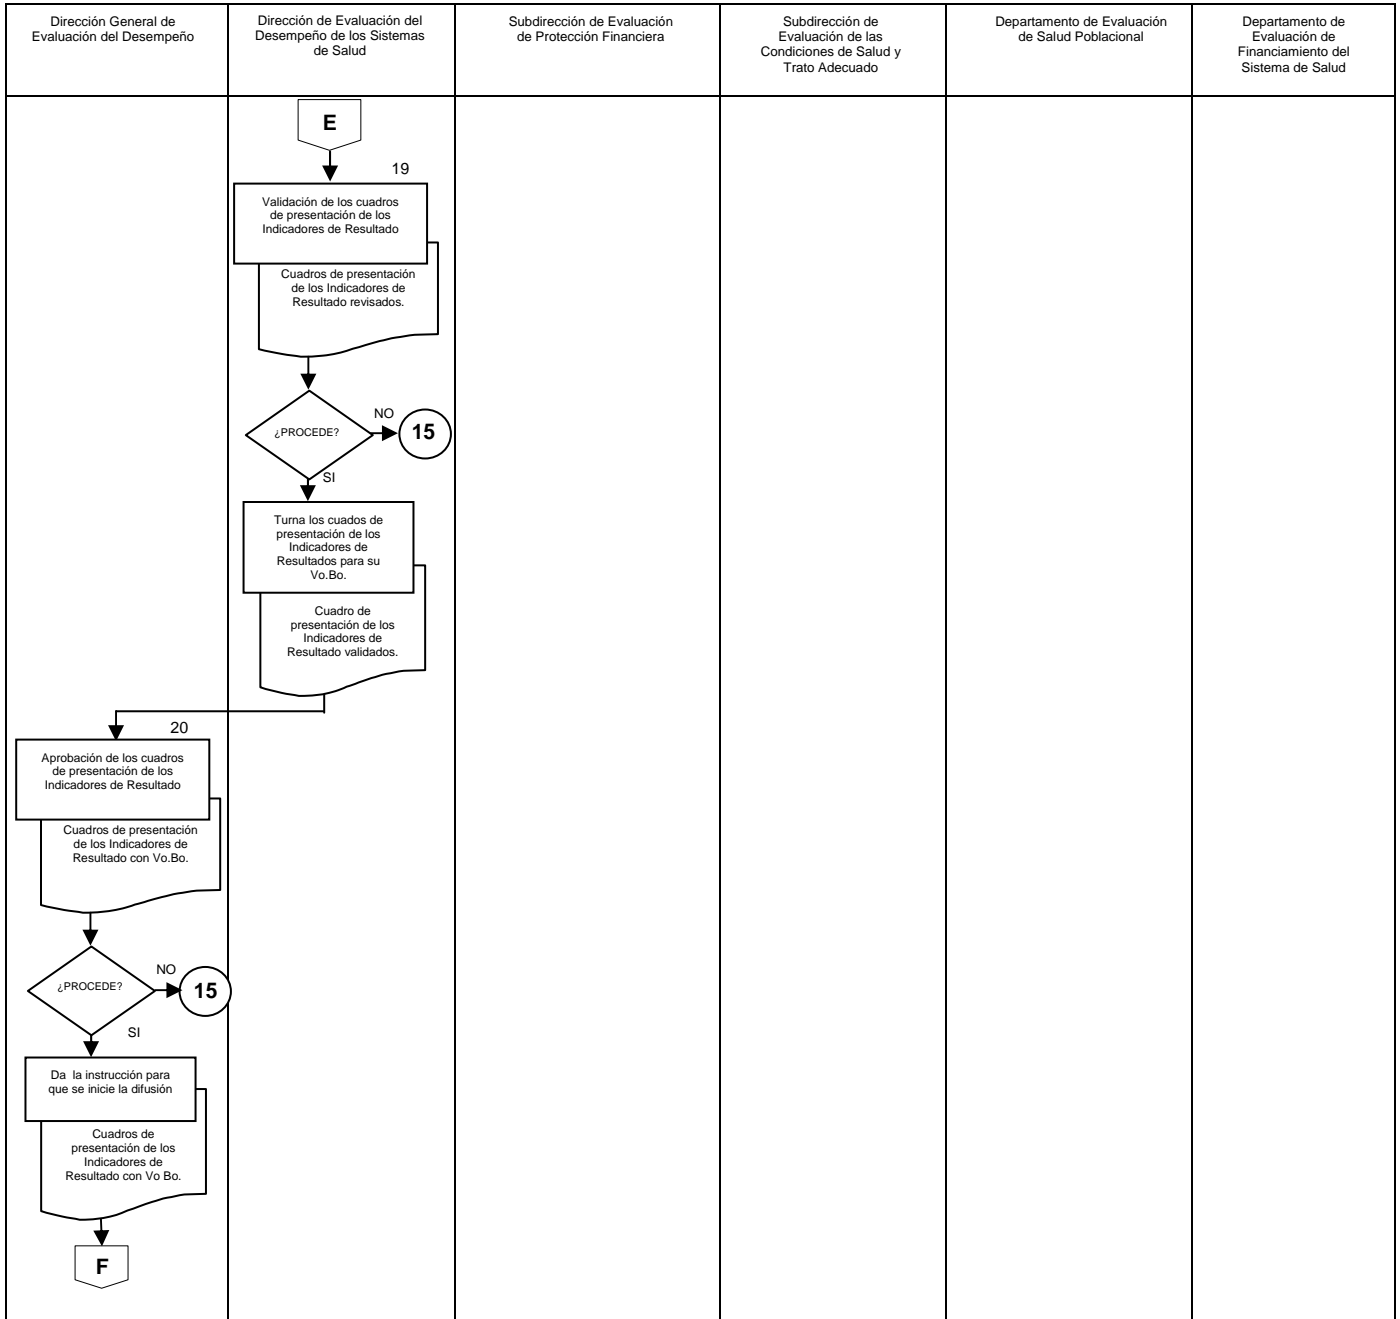 Dirección General de
Evaluación del Desempeño
Dirección de Evaluación del
Desempeño de los Sistemas
de Salud
Subdirección de Evaluación
de Protección Financiera
Subdirección de
Evaluación de las
Condiciones de Salud y
Trato Adecuado
Departamento de Evaluación
de Salud Poblacional
Departamento de
Evaluación de
Financiamiento del
Sistema de Salud
E
19
Validación de los cuadros
de presentación de los
Indicadores de Resultado
Cuadros de presentación
de los Indicadores de
Resultado revisados.
¿PROCEDE?
NO
15
SI
Turna los cuados de
presentación de los
Indicadores de
Resultados para su
Vo.Bo.
Cuadro de
presentación de los
Indicadores de
Resultado validados.
20
Aprobación de los cuadros
de presentación de los
Indicadores de Resultado
Cuadros de presentación
de los Indicadores de
Resultado con Vo.Bo.
¿PROCEDE?
NO
15
SI
Da la instrucción para
que se inicie la difusión
Cuadros de
presentación de los
Indicadores de
Resultado con Vo Bo.
F